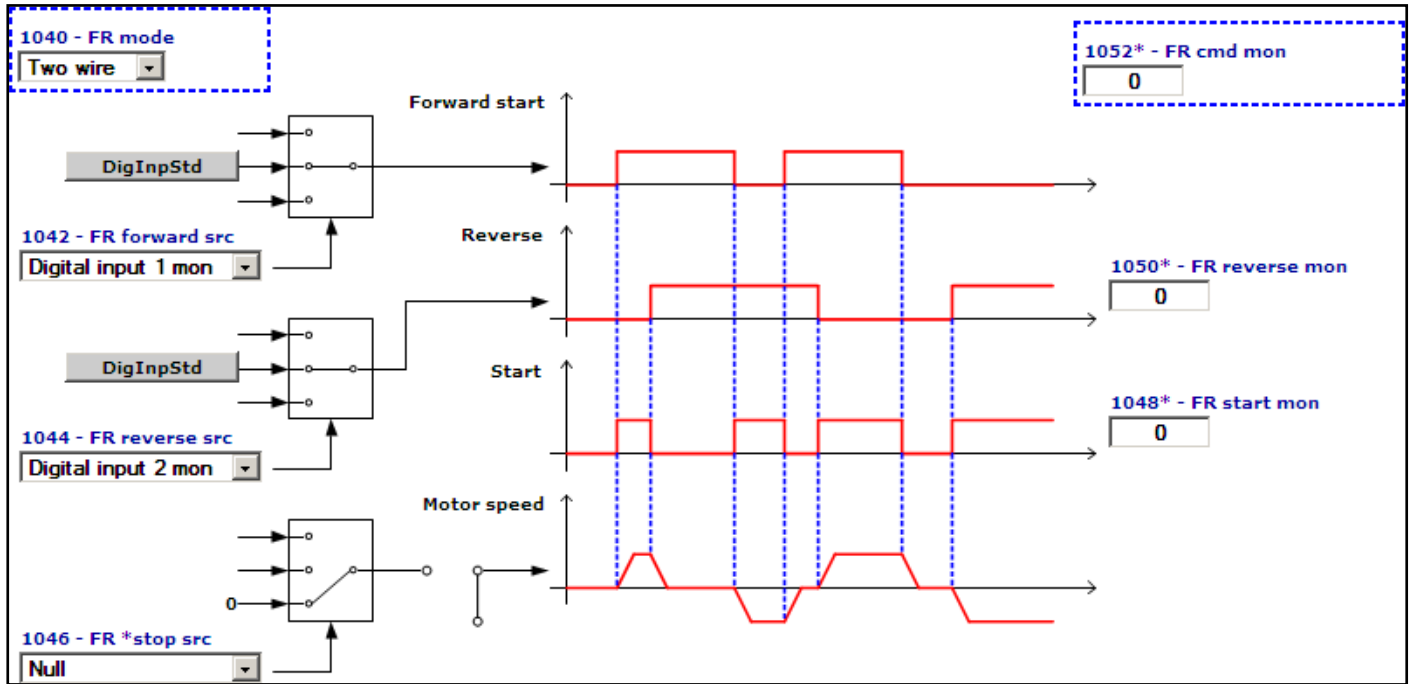 1040 - FR mode
Two wire
1052* - FR cmd mon
0
Forward start
DigInpStd
1042 - FR forward src
Digital input 1 mon
Reverse
1050* - FR reverse mon
0
DigInpStd
Start
1048* - FR start mon
0
1044 - FR reverse src
Digital input 2 mon
Motor speed
0
1046 - FR *stop src
Null